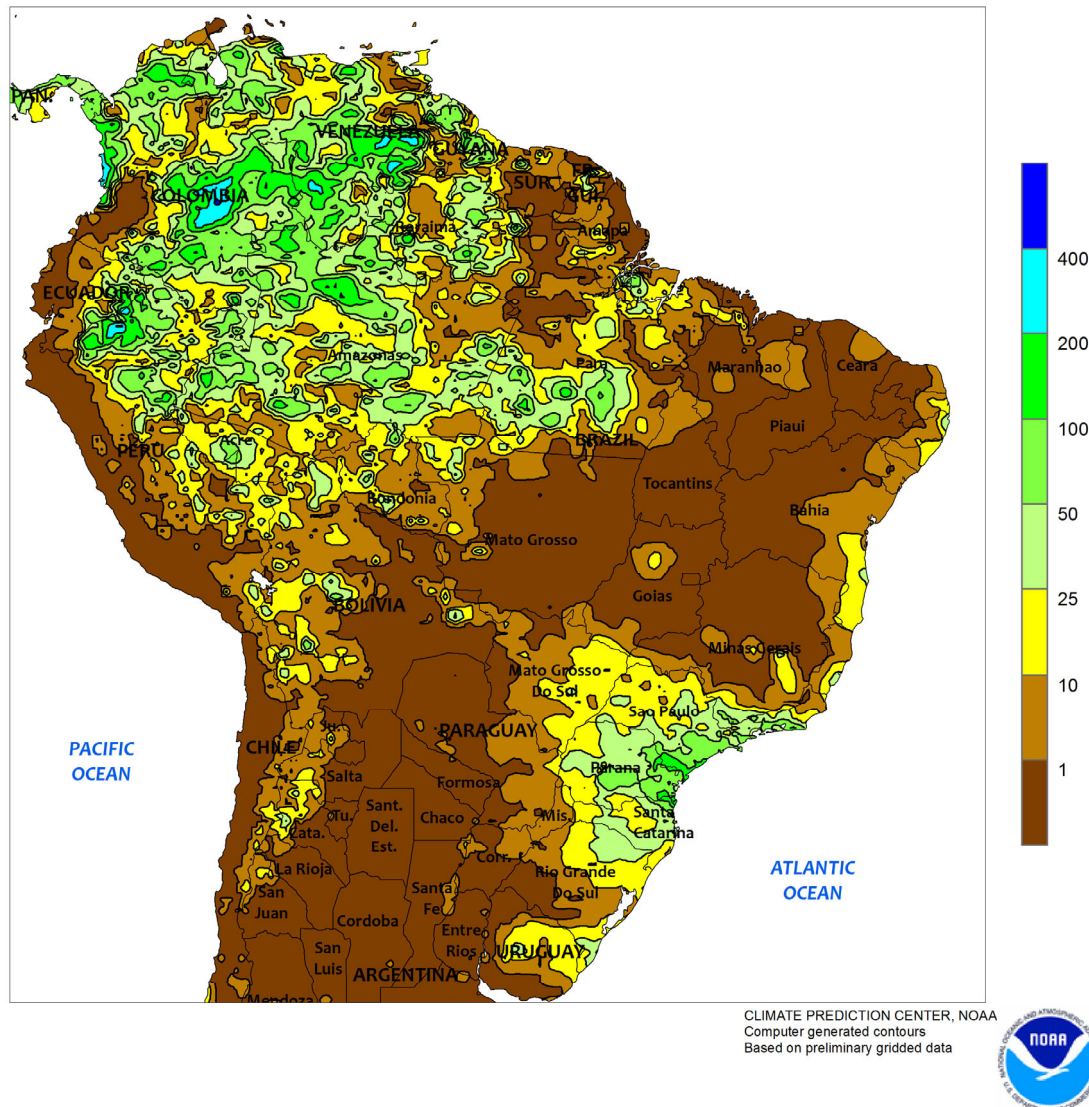 PAN.
VENEZUELA
GUYANA
COLOMBIA
SUR.
FR.
GUI.
Roraima
Amapa
ECUADOR
Amazonas
Para
Maranhao
Ceara
Piaui
PERU
Acre
BRAZIL
Tocantins
Rondonia
Bahia
Mato Grosso
BOLIVIA
Goias
Minas Gerais
Mato Grosso
Do Sul
Sao Paulo
PARAGUAY
CHILE
Ju.
Parana
Salta
Formosa
Sant.
Del.
Est.
Tu.
Chaco
Mis.
Santa
Catarina
Cata.
Corr.
La Rioja
Rio Grande
Do Sul
San
Juan
Santa
Fe
Cordoba
Entre
Rios
URUGUAY
San
Luis
ARGENTINA
Mendoza
PACIFIC
OCEAN
ATLANTIC
OCEAN
400
200
100
50
25
10
1
CLIMATE PREDICTION CENTER, NOAA
Computer generated contours
Based on preliminary gridded data
NOAA